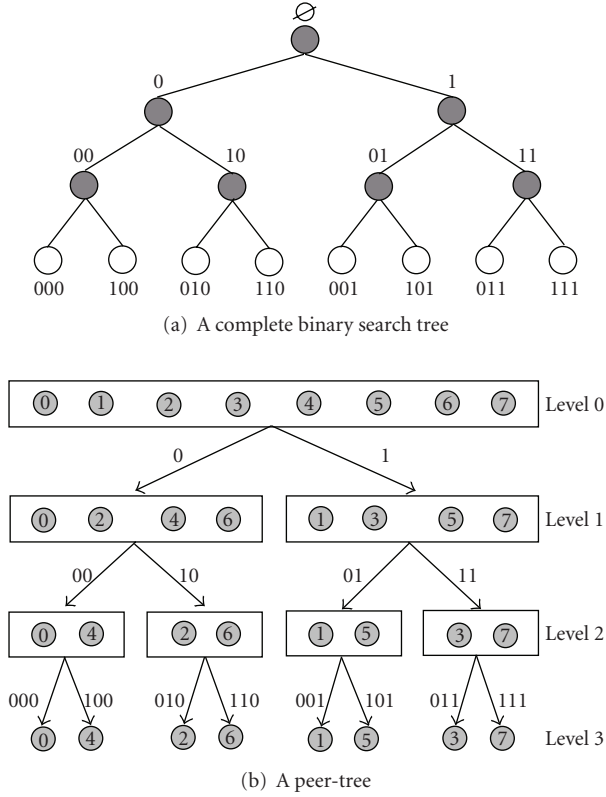 ∅
0 1
00 10 01 11
000 100 010 110 001 101 011 111
(a) A complete binary search tree
0 1 2 3 4 5 6 7 Level 0
0 1
0 2 4 6 1 3 5 7 Level 1
00 10 01 11
0 4 2 6 1 5 3 7 Level 2
000 100 010 110 001 101 011 111
0 4 2 6 1 5 3 7 Level 3
(b) A peer-tree